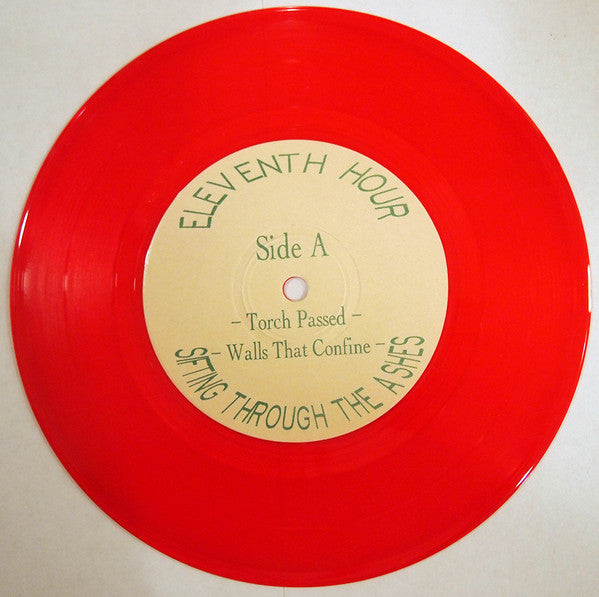 ELEVENTH HOUR
Side A
– Torch Passed –
– Walls That Confine –
SIFTING THROUGH THE ASHES